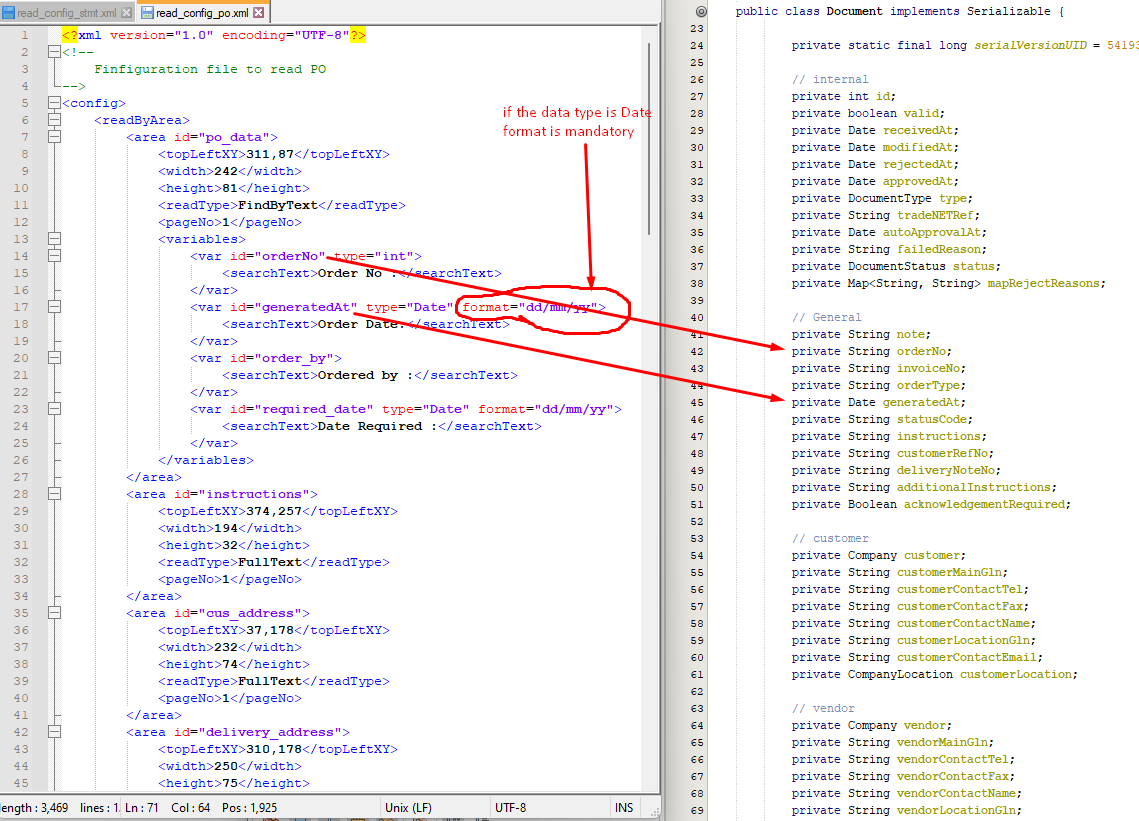 read_config_stmt.xml
read_config_po.xml
1 <?xml version="1.0" encoding="UTF-8"?>
2 <!--
3 Finfiguration file to read PO
4 -->
5 <config>
6 <readByArea>
7 <area id="po_data">
8 <topLeftXY>311,87</topLeftXY>
9 <width>242</width>
10 <height>81</height>
11 <readType>FindByText</readType>
12 <pageNo>1</pageNo>
13 <variables>
14 <var id="orderNo" type="int">
15 <searchText>Order No :</searchText>
16 </var>
17 <var id="generatedAt" type="Date" format="dd/mm/yy">
18 <searchText>Order Date:</searchText>
19 </var>
20 <var id="order_by">
21 <searchText>Ordered by :</searchText>
22 </var>
23 <var id="required_date" type="Date" format="dd/mm/yy">
24 <searchText>Date Required :</searchText>
25 </var>
26 </variables>
27 </area>
28 <area id="instructions">
29 <topLeftXY>374,257</topLeftXY>
30 <width>194</width>
31 <height>32</height>
32 <readType>FullText</readType>
33 <pageNo>1</pageNo>
34 </area>
35 <area id="cus_address">
36 <topLeftXY>37,178</topLeftXY>
37 <width>232</width>
38 <height>74</height>
39 <readType>FullText</readType>
40 <pageNo>1</pageNo>
41 </area>
42 <area id="delivery_address">
43 <topLeftXY>310,178</topLeftXY>
44 <width>250</width>
45 <height>75</height>
if the data type is Date
format is mandatory
length : 3,469 lines : 1 Ln : 71 Col : 64 Pos : 1,925 Unix (LF) UTF-8 INS
public class Document implements Serializable {
23
24 private static final long serialVersionUID = 54193
25
26 // internal
27 private int id;
28 private boolean valid;
29 private Date receivedAt;
30 private Date modifiedAt;
31 private Date rejectedAt;
32 private Date approvedAt;
33 private DocumentType type;
34 private String tradeNETRef;
35 private Date autoApprovalAt;
36 private String failedReason;
37 private DocumentStatus status;
38 private Map<String, String> mapRejectReasons;
39
40 // General
41 private String note;
42 private String orderNo;
43 private String invoiceNo;
44 private String orderType;
45 private Date generatedAt;
46 private String statusCode;
47 private String instructions;
48 private String customerRefNo;
49 private String deliveryNoteNo;
50 private String additionalInstructions;
51 private Boolean acknowledgementRequired;
52
53 // customer
54 private Company customer;
55 private String customerMainGln;
56 private String customerContactTel;
57 private String customerContactFax;
58 private String customerContactName;
59 private String customerLocationGln;
60 private String customerContactEmail;
61 private CompanyLocation customerLocation;
62
63 // vendor
64 private Company vendor;
65 private String vendorMainGln;
66 private String vendorContactTel;
67 private String vendorContactFax;
68 private String vendorContactName;
69 private String vendorLocationGln;